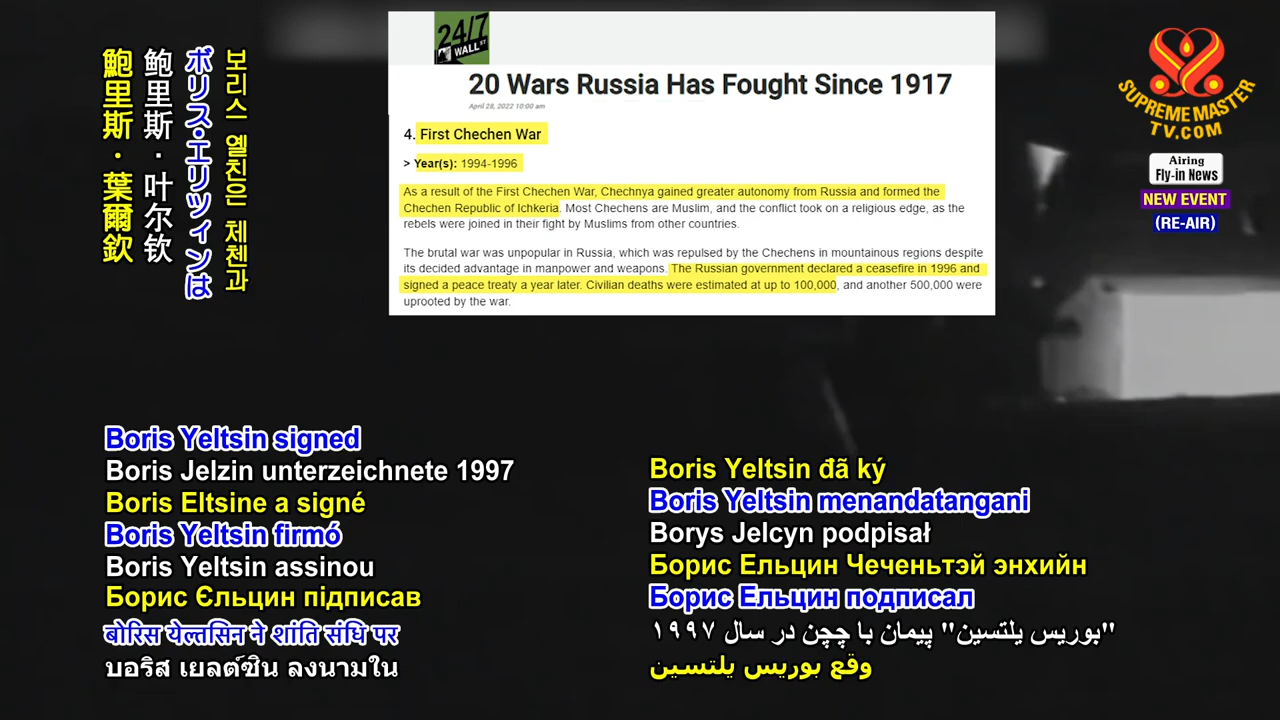 鮑里斯·葉爾欽
鲍里斯·叶尔钦
ボリス・エリツィンは
보리스 옐친은 체첸과
24/7
WALL ST
20 Wars Russia Has Fought Since 1917
April 28, 2022 10:00 am
4. First Chechen War
> Year(s): 1994-1996
As a result of the First Chechen War, Chechnya gained greater autonomy from Russia and formed the
Chechen Republic of Ichkeria. Most Chechens are Muslim, and the conflict took on a religious edge, as the
rebels were joined in their fight by Muslims from other countries.
The brutal war was unpopular in Russia, which was repulsed by the Chechens in mountainous regions despite
its decided advantage in manpower and weapons. The Russian government declared a ceasefire in 1996 and
signed a peace treaty a year later. Civilian deaths were estimated at up to 100,000, and another 500,000 were
uprooted by the war.
SUPREME MASTER
TV.COM
Airing
Fly-in News
NEW EVENT
(RE-AIR)
Boris Yeltsin signed
Boris Jelzin unterzeichnete 1997
Boris Eltsine a signé
Boris Yeltsin firmó
Boris Yeltsin assinou
Борис Єльцин підписав
बोरिस येल्तसिन ने शांति संधि पर
บอริส เยลต์ซิน ลงนามใน
Boris Yeltsin đã ký
Boris Yeltsin menandatangani
Borys Jelcyn podpisał
Борис Ельцин Чеченьтэй энхийн
Борис Ельцин подписал
"بوریس یلتسین" پیمان با چچن در سال ۱۹۹۷
وقع بوريس يلتسين